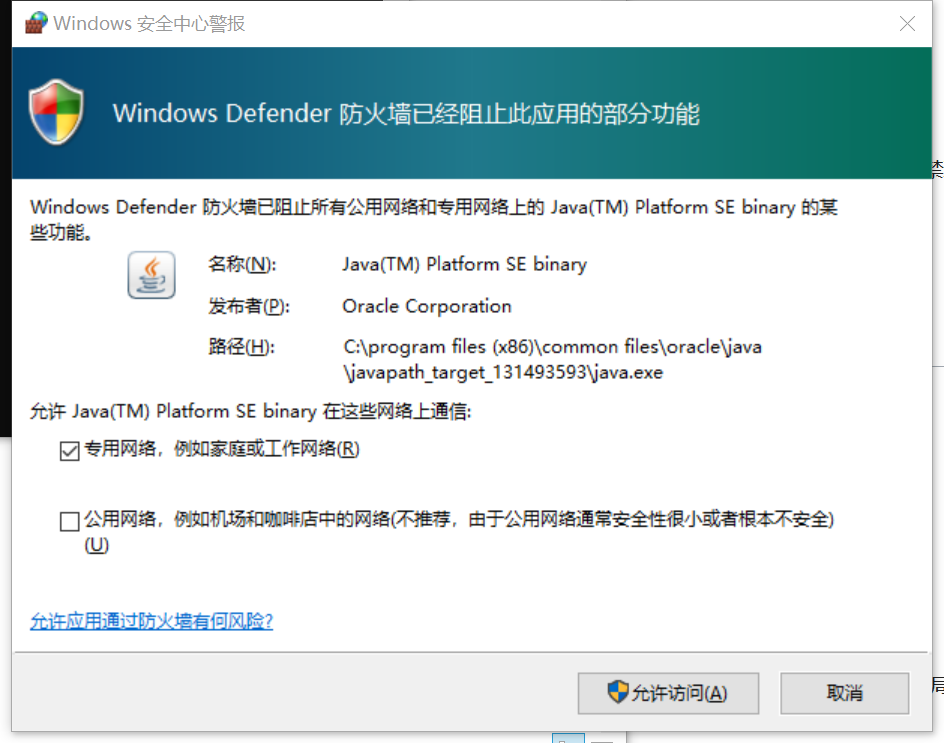 Windows 安全中心警报
Windows Defender 防火墙已经阻止此应用的部分功能
禁
Windows Defender 防火墙已阻止所有公用网络和专用网络上的 Java(TM) Platform SE binary 的某
些功能。
名称(N): Java(TM) Platform SE binary
发布者(P): Oracle Corporation
路径(H): C:\program files (x86)\common files\oracle\java
\javapath_target_131493593\java.exe
允许 Java(TM) Platform SE binary 在这些网络上通信:
专用网络，例如家庭或工作网络(R)
公用网络，例如机场和咖啡店中的网络(不推荐，由于公用网络通常安全性很小或者根本不安全)
(U)
允许应用通过防火墙有何风险?
允许访问(A) 取消
局